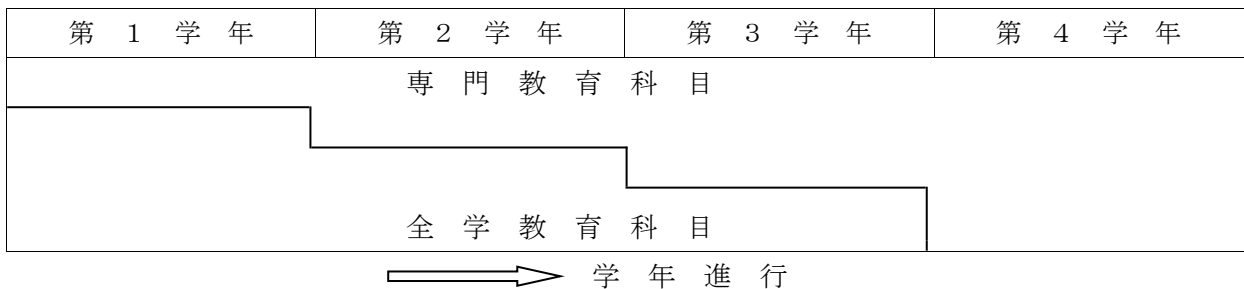 第 1 学 年 第 2 学 年 第 3 学 年 第 4 学 年
専 門 教 育 科 目
全 学 教 育 科 目
学 年 進 行